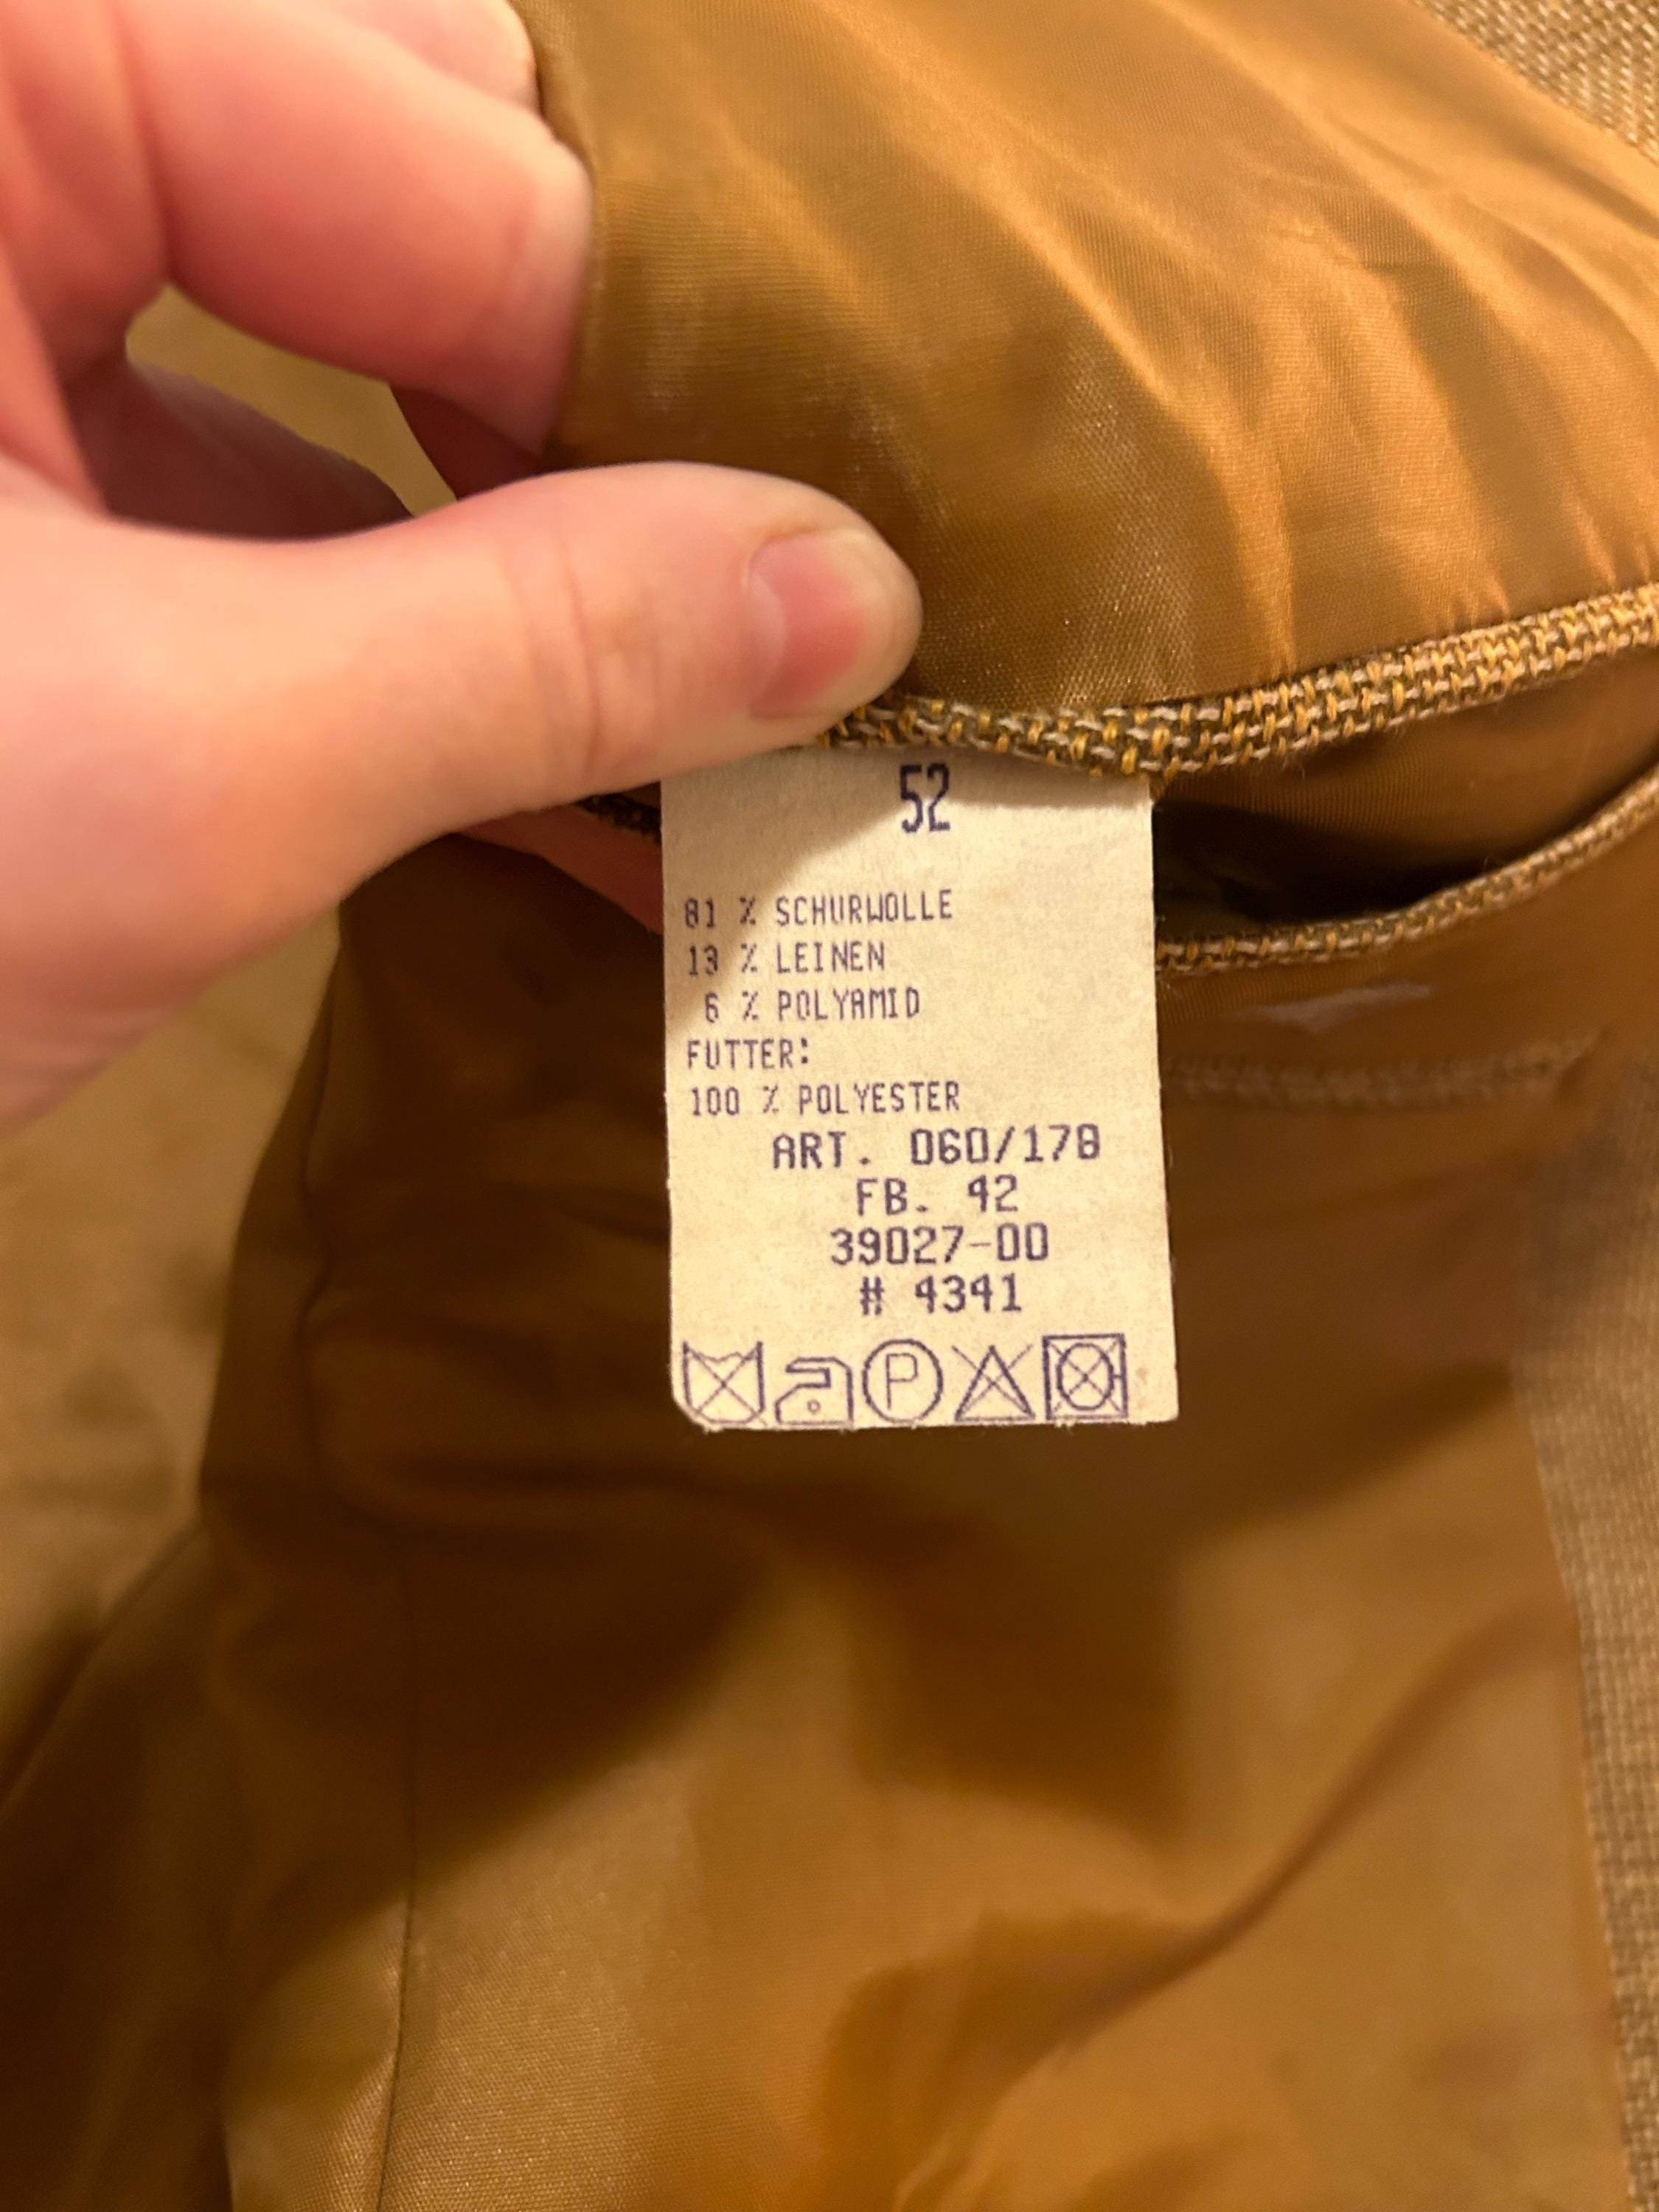 52
81 % SCHURWOLLE
13 % LEINEN
6 % POLYAMID
FUTTER:
100 % POLYESTER
ART. 060/178
FB. 42
39027-00
# 4341
P